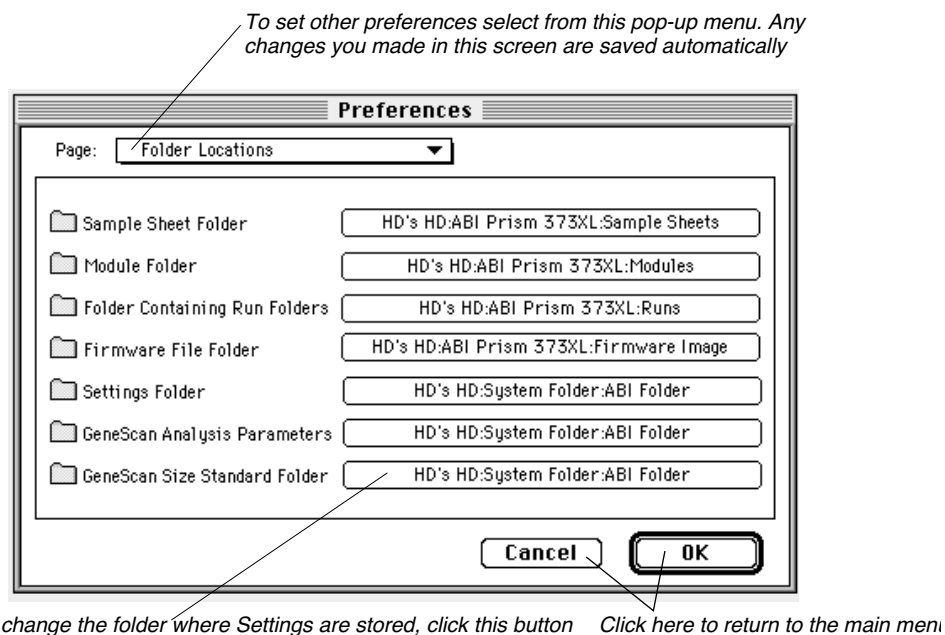 To set other preferences select from this pop-up menu. Any
changes you made in this screen are saved automatically
Preferences
Page: Folder Locations
Sample Sheet Folder HD's HD:ABI Prism 373XL:Sample Sheets
Module Folder HD's HD:ABI Prism 373XL:Modules
Folder Containing Run Folders HD's HD:ABI Prism 373XL:Runs
Firmware File Folder HD's HD:ABI Prism 373XL:Firmware Image
Settings Folder HD's HD:System Folder:ABI Folder
GeneScan Analysis Parameters HD's HD:System Folder:ABI Folder
GeneScan Size Standard Folder HD's HD:System Folder:ABI Folder
Cancel OK
change the folder where Settings are stored, click this button Click here to return to the main menu